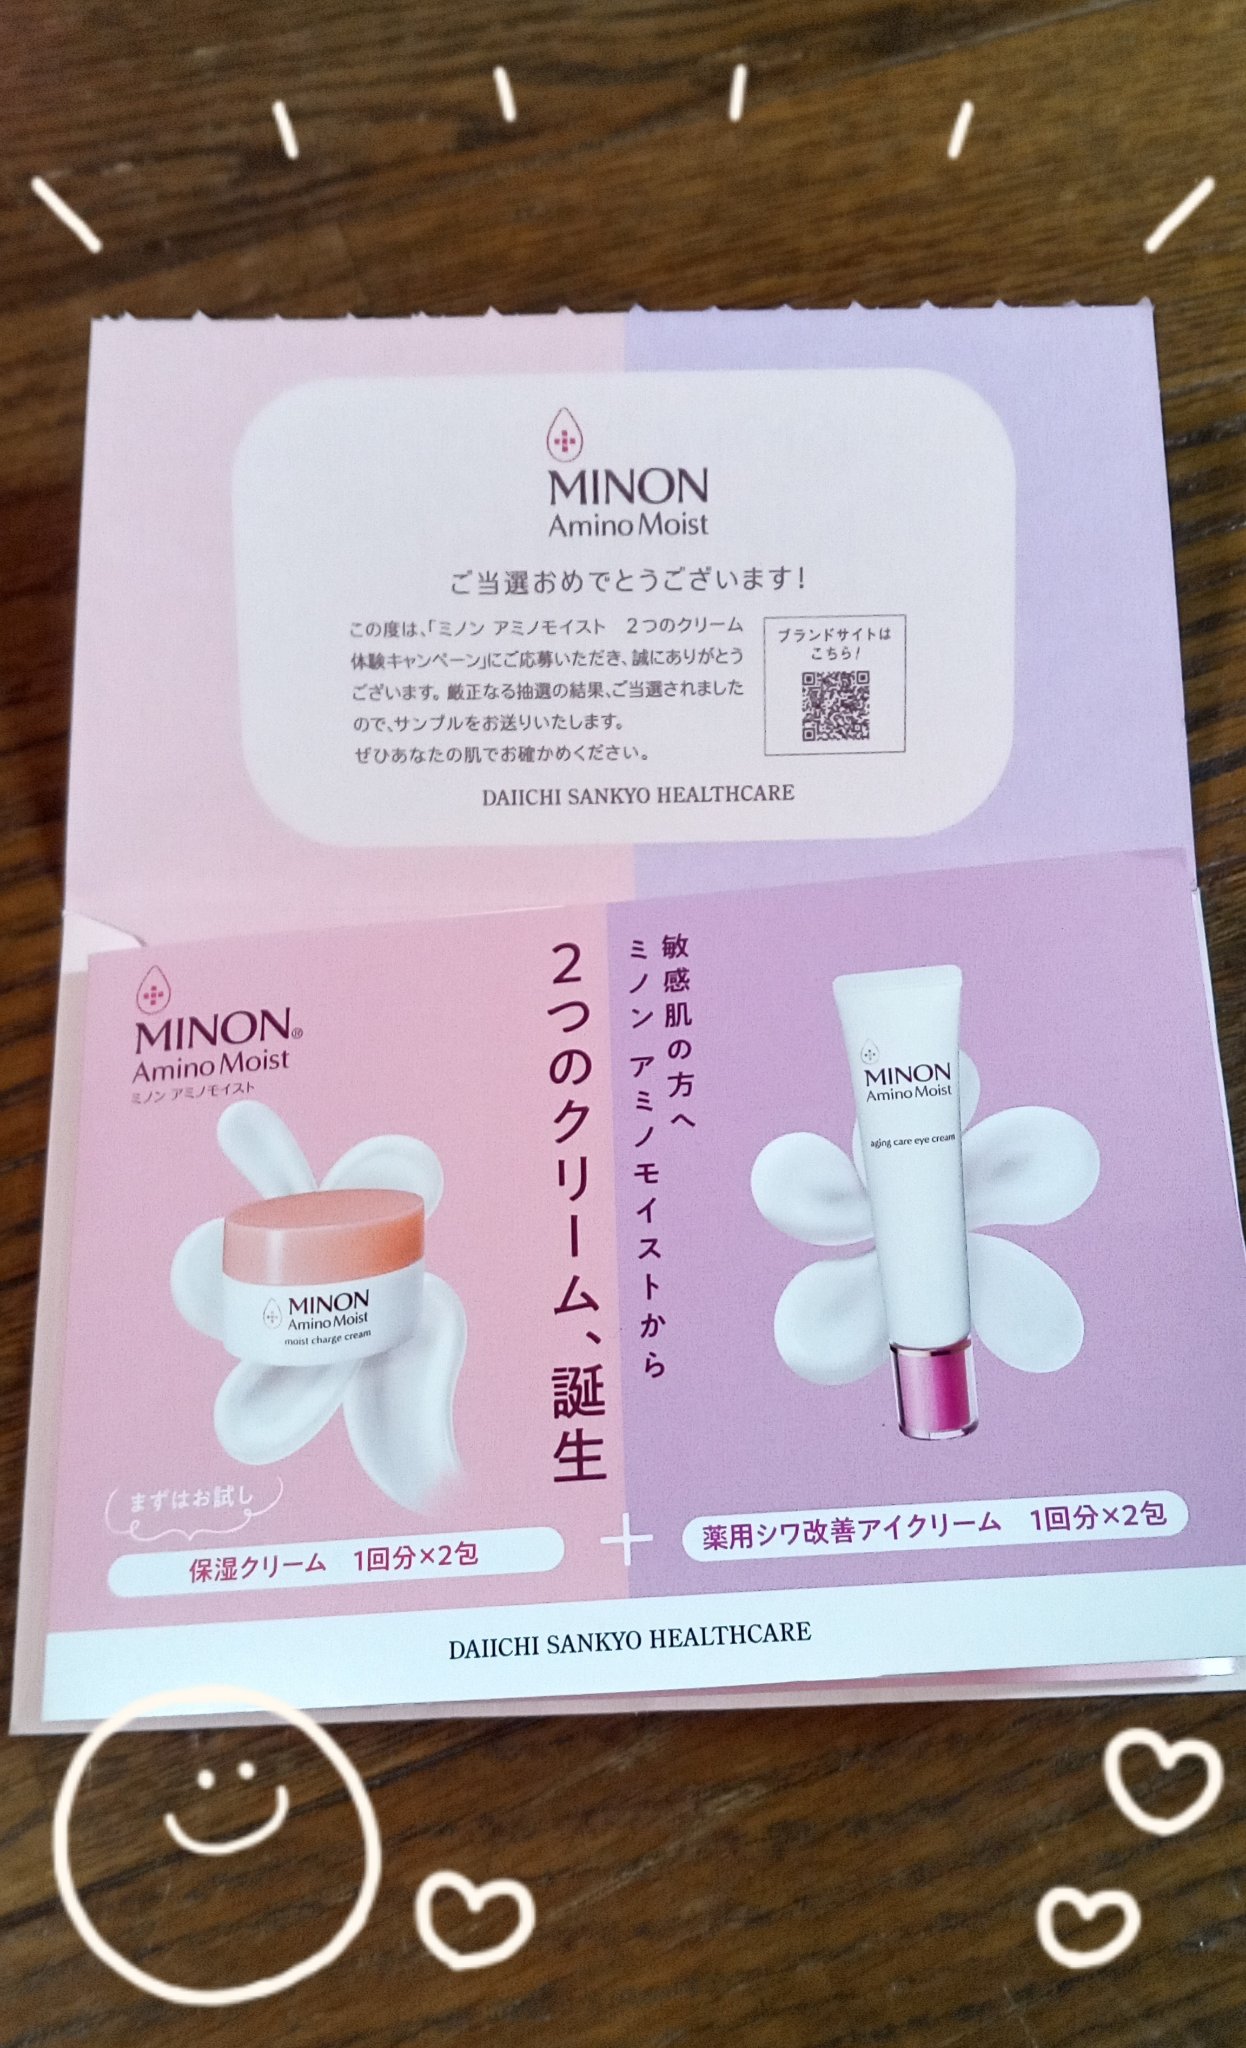 MINON
Amino Moist
ご当選おめでとうございます!
この度は、「ミノン アミノモイスト 2つのクリーム
体験キャンペーン」にご応募いただき、誠にありがとう
ございます。厳正なる抽選の結果、ご当選されました
ので、サンプルをお送りいたします。
ぜひあなたの肌でお確かめください。
ブランドサイトは
こちら!
DAIICHI SANKYO HEALTHCARE
MINON®
Amino Moist
ミノン アミノモイスト
敏感肌の方へ
ミノン アミノモイストから
2つのクリーム、誕生
MINON
Amino Moist
moist charge cream
MINON
Amino Moist
aging care eye cream
まずはお試し
保湿クリーム 1回分×2包
+
薬用シワ改善アイクリーム 1回分×2包
DAIICHI SANKYO HEALTHCARE